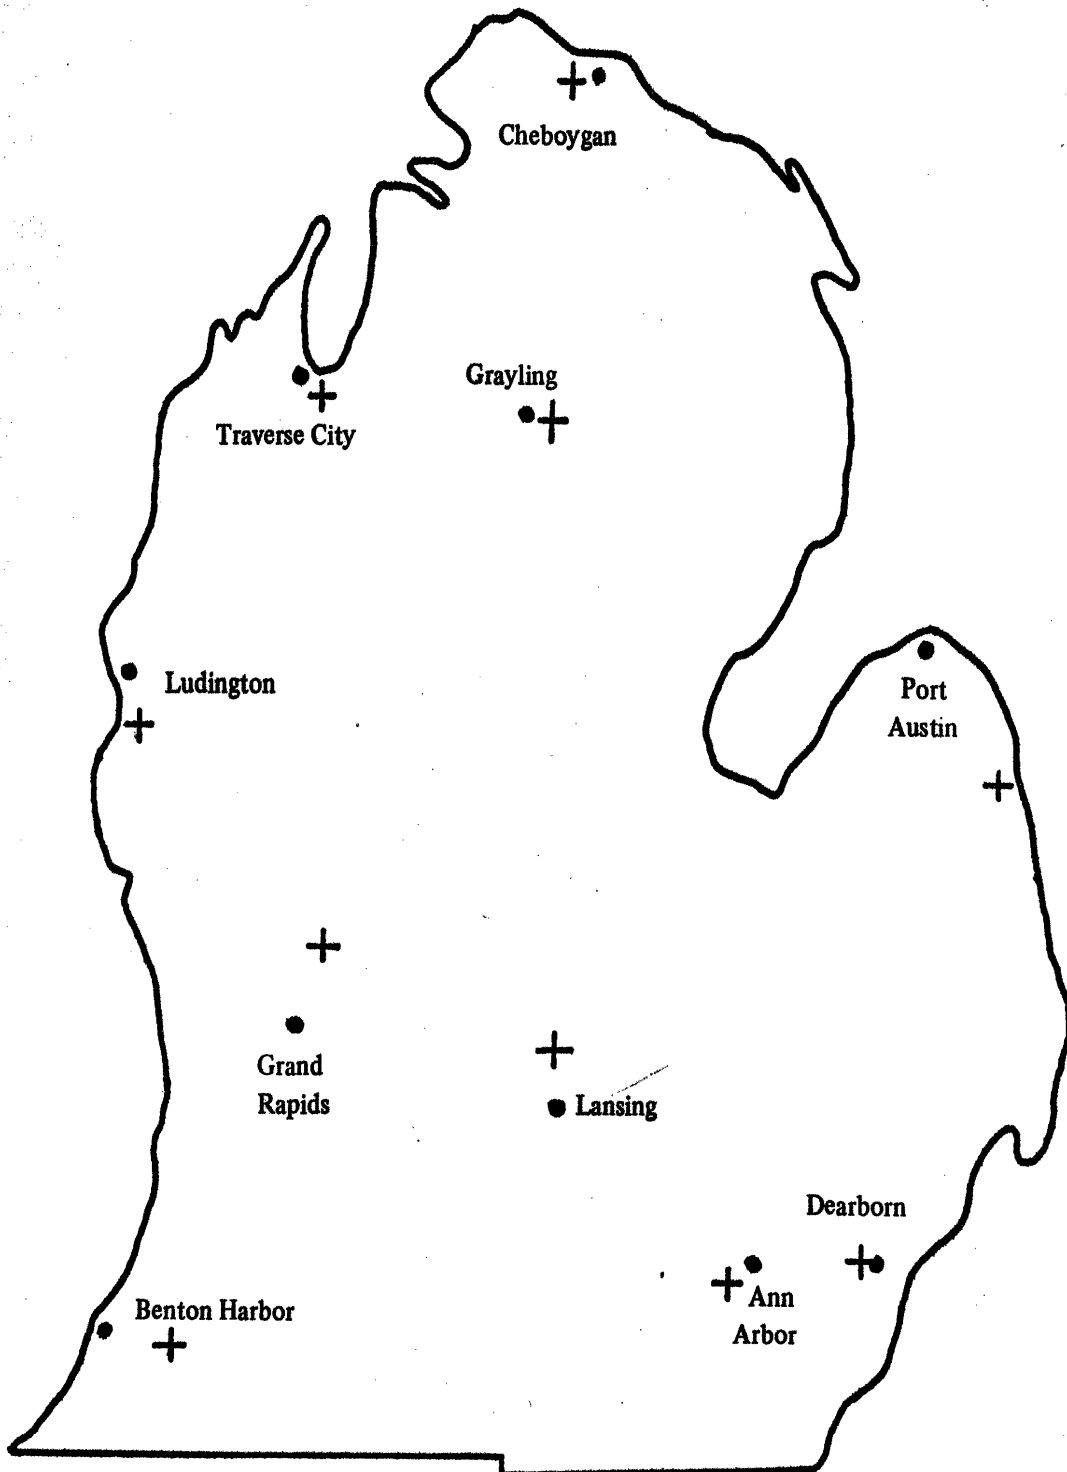 Cheboygan
Grayling
Traverse City
Ludington
Port
Austin
Grand
Rapids
Lansing
Dearborn
Benton Harbor
Ann
Arbor